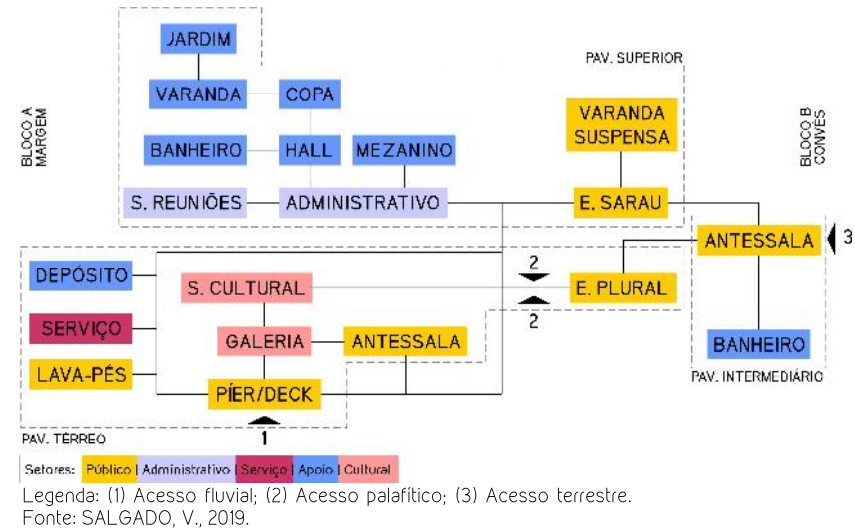 JARDIM
PAV. SUPERIOR
VARANDA
COPA
VARANDA
SUSPENSA
BLOCO A
MARGEM
BLOCO B
CONVÉS
BANHEIRO
HALL
MEZANINO
S. REUNIÕES
ADMINISTRATIVO
E. SARAU
ANTESSALA
3
DEPÓSITO
S. CULTURAL
2
E. PLURAL
2
SERVIÇO
GALERIA
ANTESSALA
BANHEIRO
LAVA-PÉS
PÍER/DECK
PAV. INTERMEDIÁRIO
PAV. TÉRREO
1
Setores: Público | Administrativo | Serviço | Apoio | Cultural
Legenda: (1) Acesso fluvial; (2) Acesso palafítico; (3) Acesso terrestre.
Fonte: SALGADO, V., 2019.